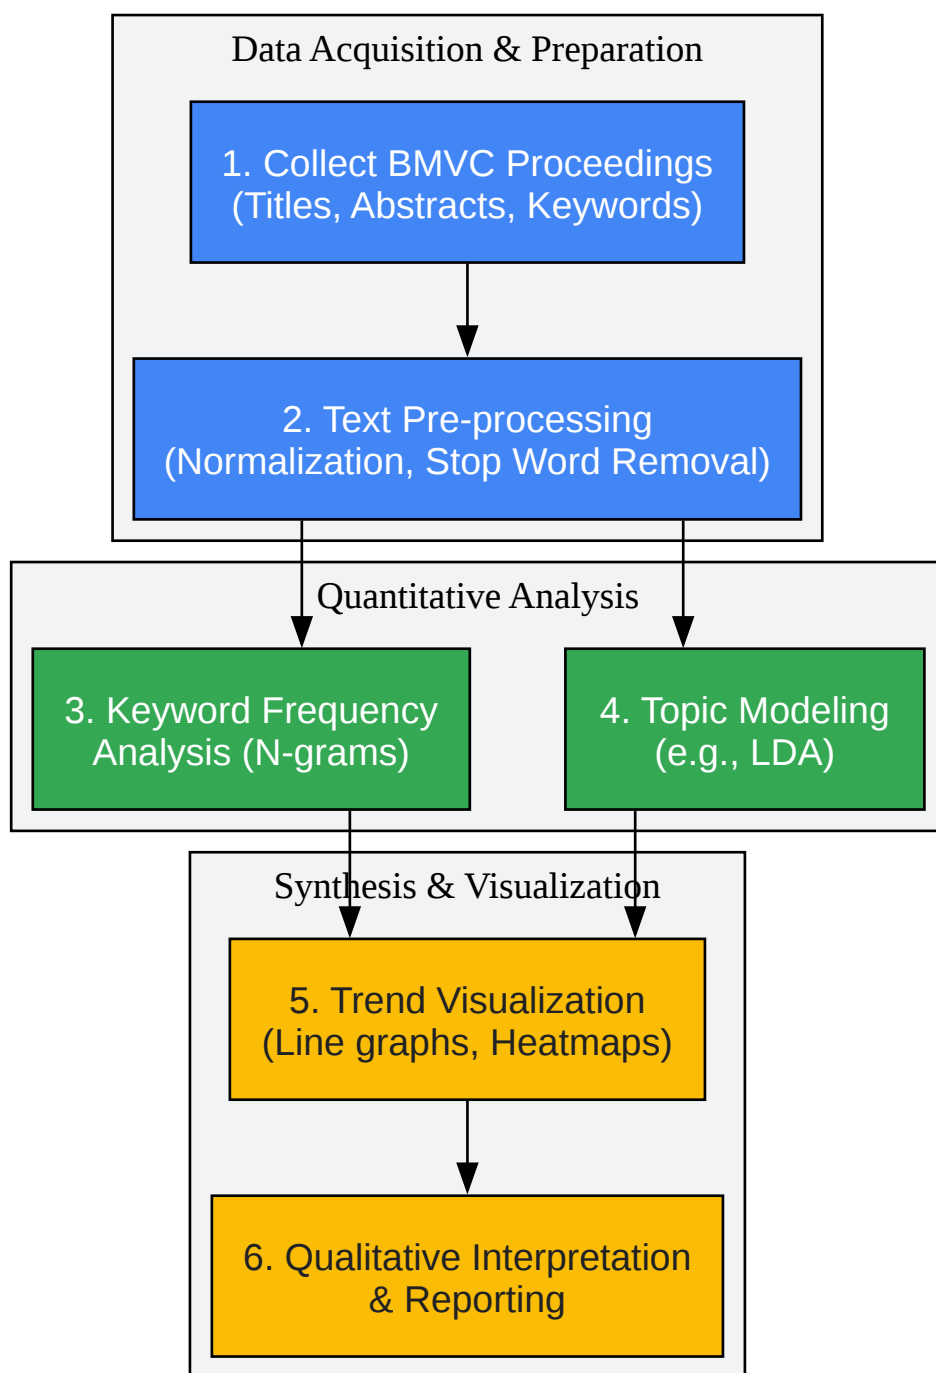 Data Acquisition & Preparation
1. Collect BMVC Proceedings
(Titles, Abstracts, Keywords)
2. Text Pre-processing
(Normalization, Stop Word Removal)
Quantitative Analysis
3. Keyword Frequency
Analysis (N-grams)
4. Topic Modeling
(e.g., LDA)
Synthesis & Visualization
5. Trend Visualization
(Line graphs, Heatmaps)
6. Qualitative Interpretation
& Reporting